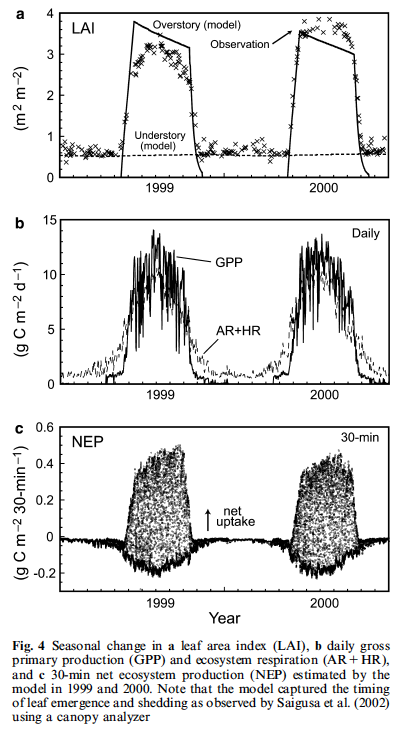 a
LAI
Overstory (model)
Observation
Understory
(model)
(m² m−2)
4
3
2
1
0
1999
2000
b
Daily
GPP
AR+HR
(g C m−2 d−1)
15
10
5
0
1999
2000
c
NEP
30-min
net
uptake
(g C m−2 30-min−1)
0.6
0.4
0.2
0
-0.2
1999
2000
Year
Fig. 4 Seasonal change in a leaf area index (LAI), b daily gross
primary production (GPP) and ecosystem respiration (AR + HR),
and c 30-min net ecosystem production (NEP) estimated by the
model in 1999 and 2000. Note that the model captured the timing
of leaf emergence and shedding as observed by Saigusa et al. (2002)
using a canopy analyzer